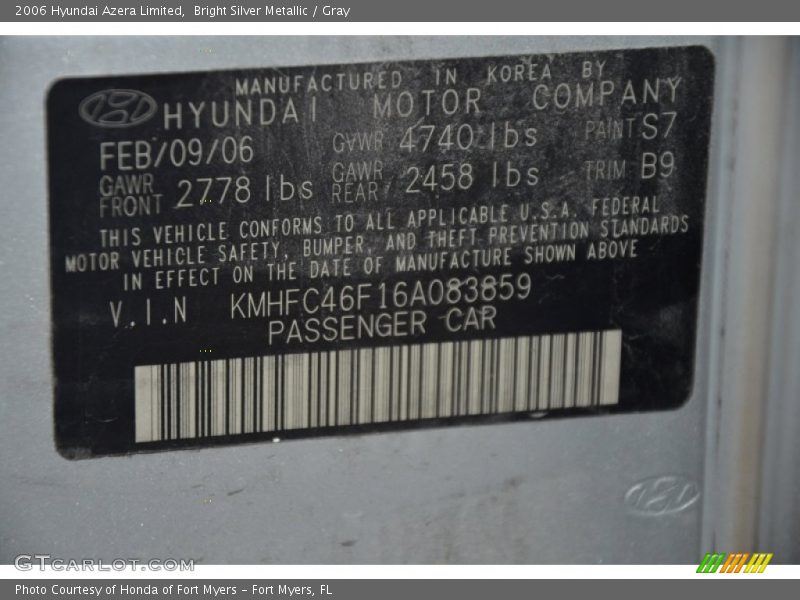 2006 Hyundai Azera Limited,  Bright Silver Metallic / Gray
MANUFACTURED IN KOREA BY
HYUNDAI MOTOR COMPANY
FEB/09/06 GVWR 4740 lbs PAINT S7
GAWR FRONT 2778 lbs GAWR REAR 2458 lbs TRIM B9
THIS VEHICLE CONFORMS TO ALL APPLICABLE U.S.A. FEDERAL
MOTOR VEHICLE SAFETY, BUMPER, AND THEFT PREVENTION STANDARDS
IN EFFECT ON THE DATE OF MANUFACTURE SHOWN ABOVE
V.I.N KMHFC46F16A083859
PASSENGER CAR
GTcarlot.com
Photo Courtesy of Honda of Fort Myers – Fort Myers, FL